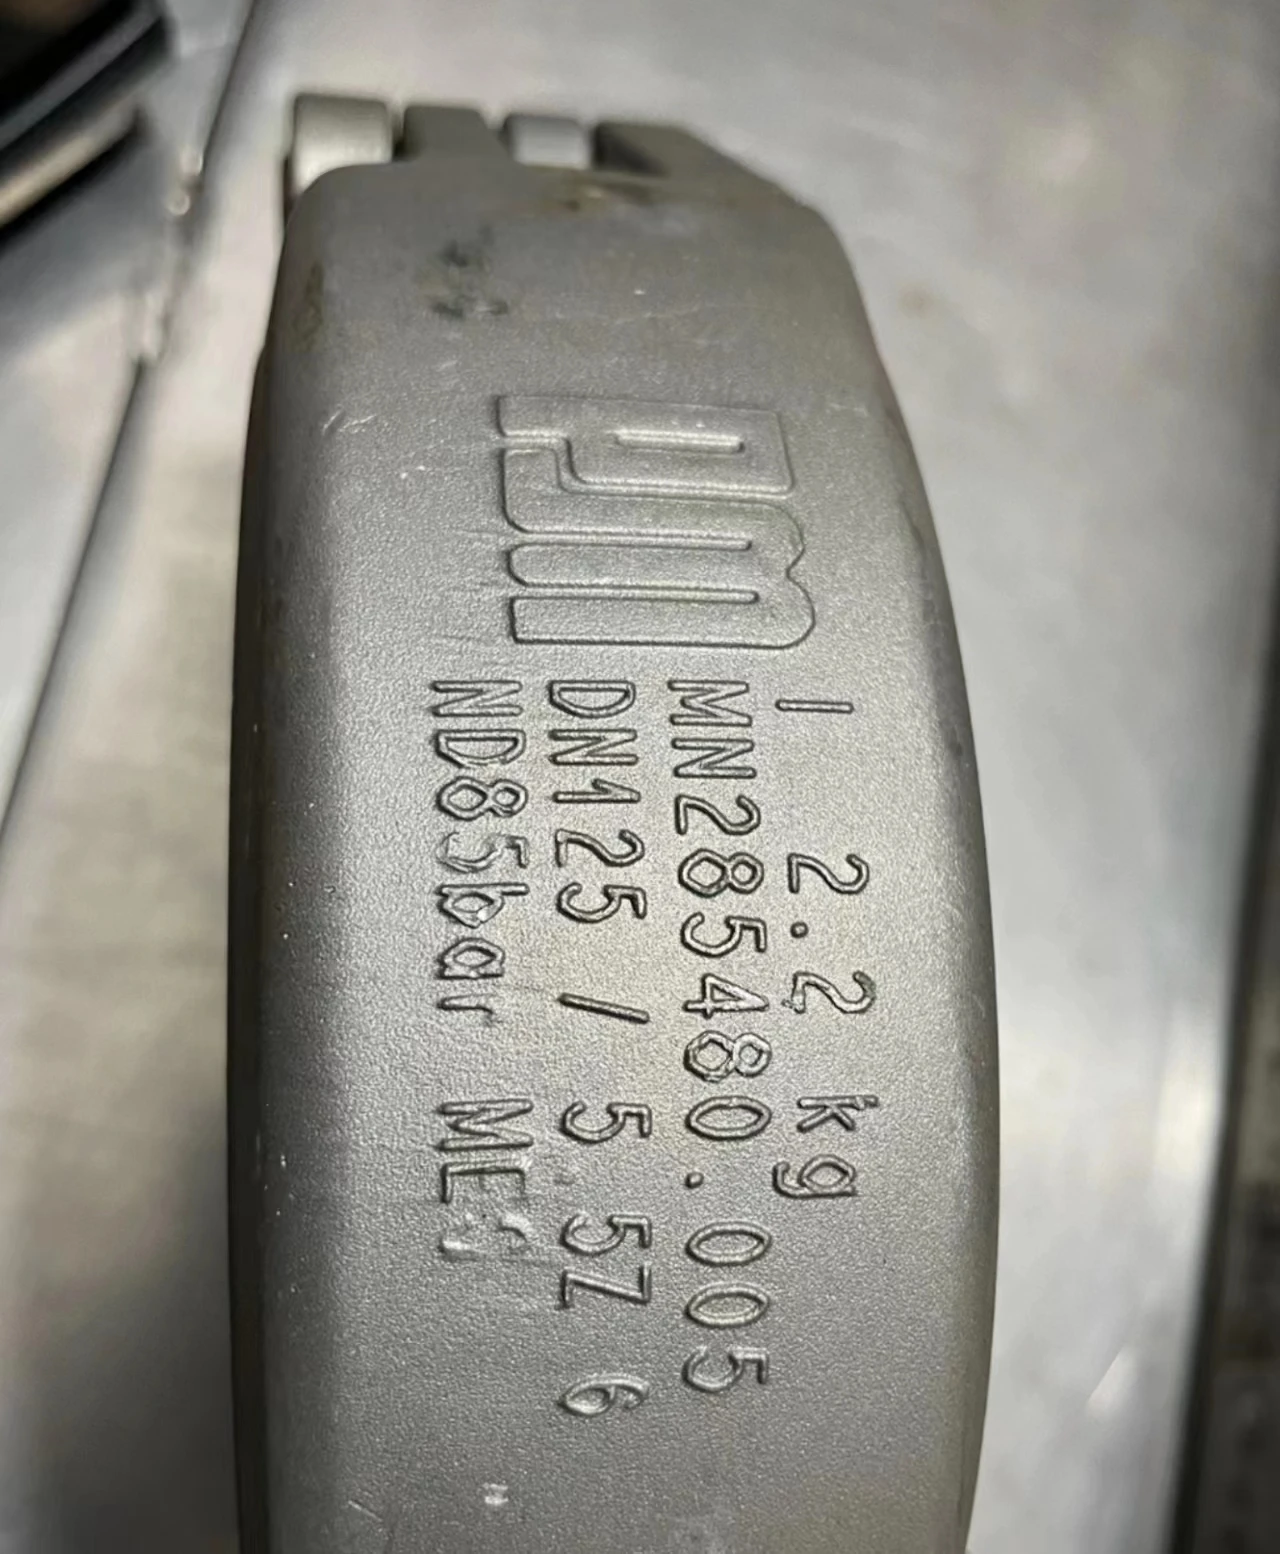 pm
2.2 kg
MN285480.005
DN125 / 5.5Z 6
ND85bar